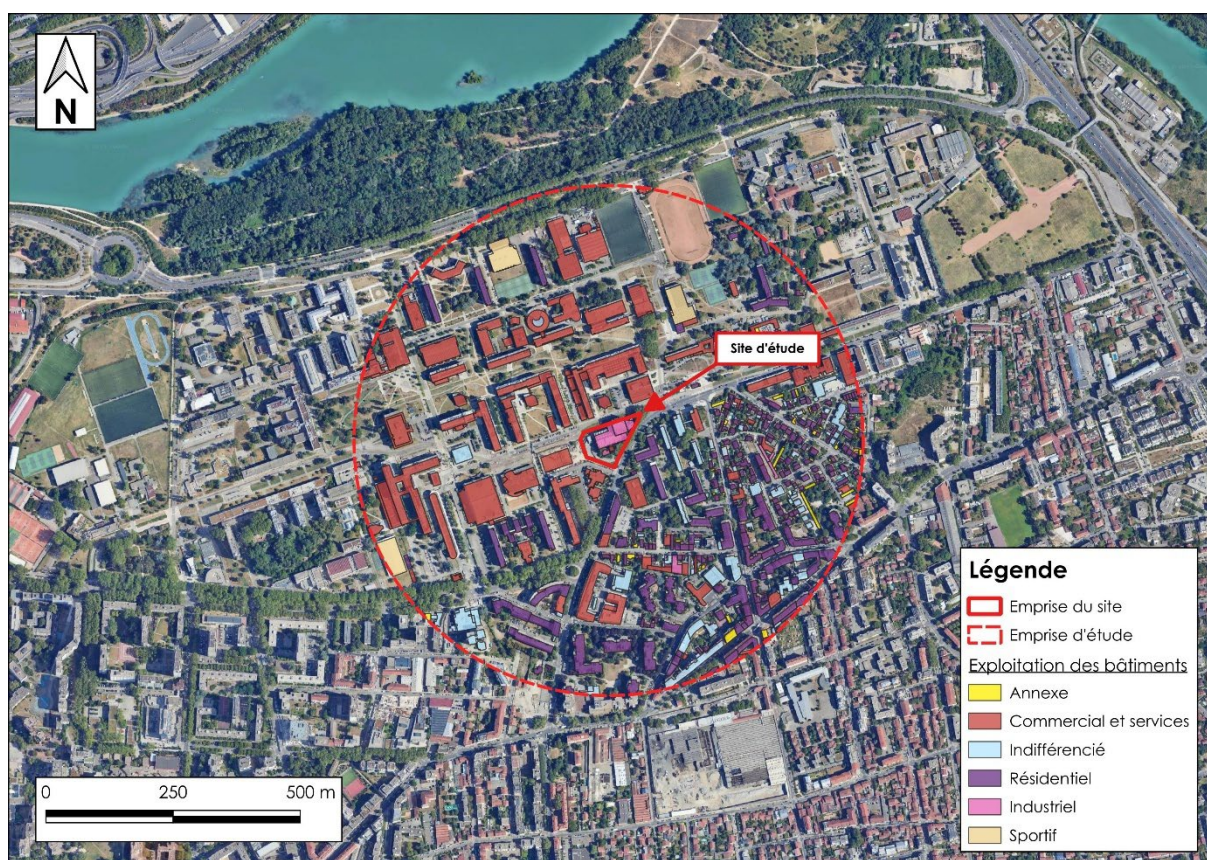 N
Site d'étude
Légende
Emprise du site
Emprise d'étude
Exploitation des bâtiments
Annexe
Commercial et services
Indifférencié
Résidentiel
Industriel
Sportif
0 250 500 m